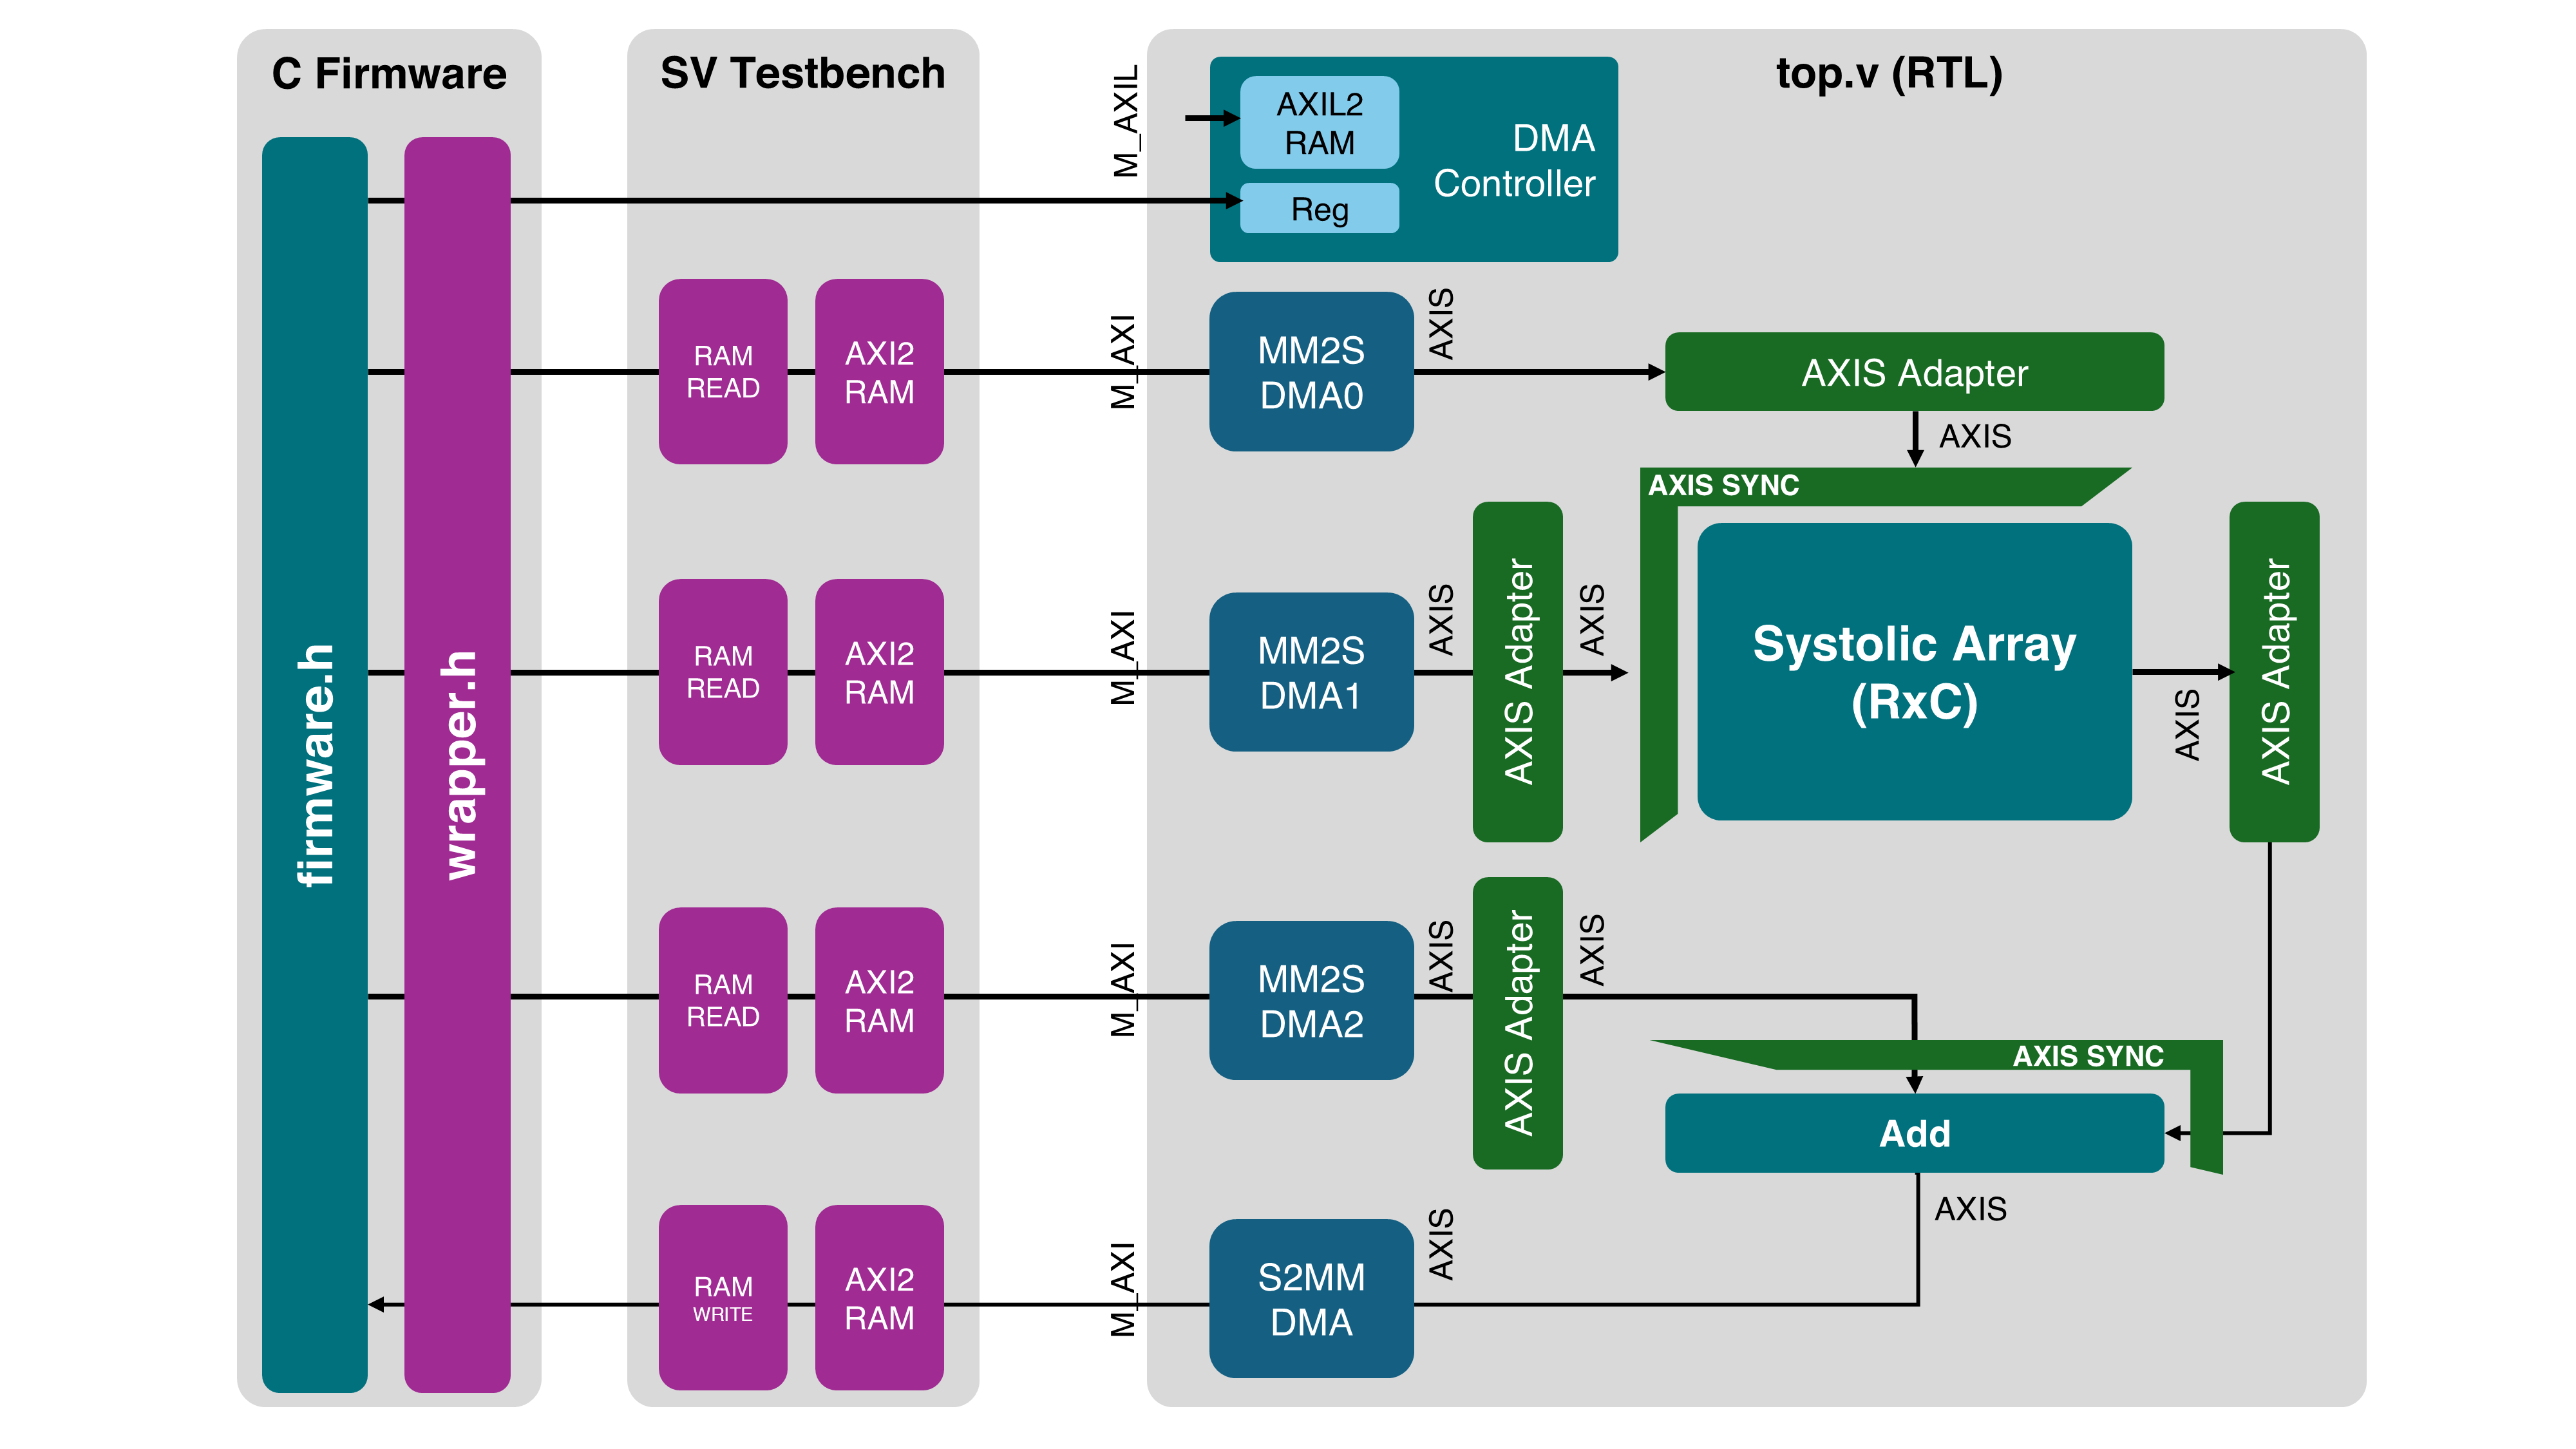 C Firmware
SV Testbench
top.v (RTL)
firmware.h
wrapper.h
M_AXIL
AXIL2
RAM
Reg
DMA
Controller
RAM
READ
AXI2
RAM
M_AXI
MM2S
DMA0
AXIS
AXIS Adapter
AXIS
AXIS SYNC
RAM
READ
AXI2
RAM
M_AXI
MM2S
DMA1
AXIS
AXIS Adapter
AXIS
Systolic Array
(RxC)
AXIS
AXIS Adapter
RAM
READ
AXI2
RAM
M_AXI
MM2S
DMA2
AXIS
AXIS Adapter
AXIS
AXIS SYNC
Add
AXIS
RAM
WRITE
AXI2
RAM
M_AXI
S2MM
DMA
AXIS